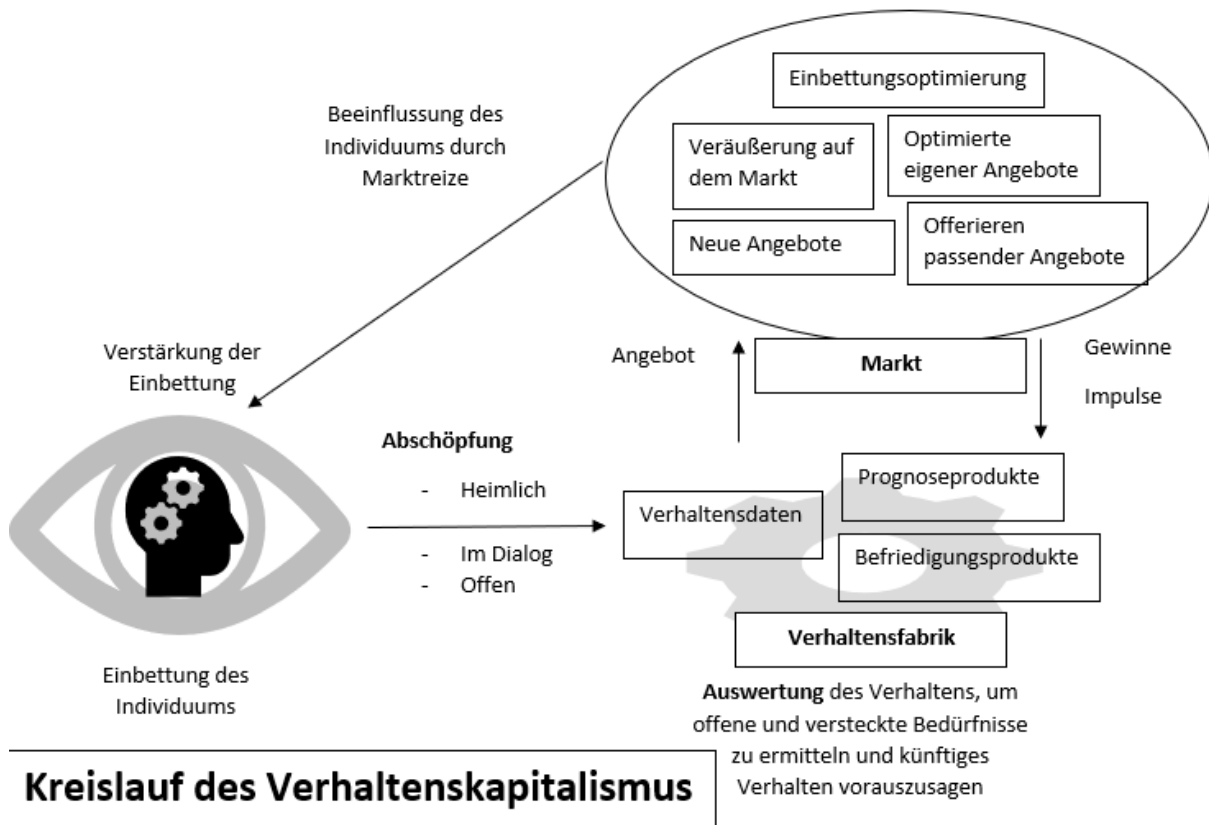 Einbettungsoptimierung
Beeinflussung des
Individuums durch
Marktreize
Veräußerung auf
dem Markt
Optimierte
eigener Angebote
Neue Angebote
Offerieren
passender Angebote
Verstärkung der
Einbettung
Angebot
Markt
Gewinne
Impulse
Abschöpfung
- Heimlich
- Im Dialog
- Offen
Verhaltensdaten
Prognoseprodukte
Befriedigungsprodukte
Verhaltensfabrik
Einbettung des
Individuums
Auswertung des Verhaltens, um
offene und versteckte Bedürfnisse
zu ermitteln und künftiges
Verhalten vorauszusagen
Kreislauf des Verhaltenskapitalismus